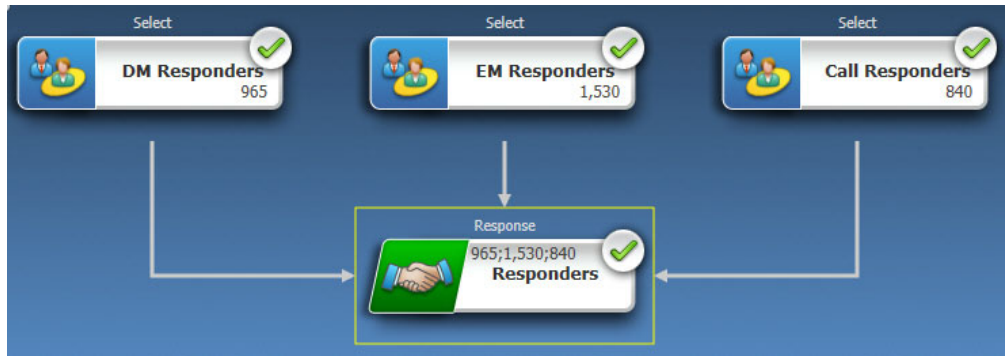 Select
DM Responders
965
Select
EM Responders
1,530
Select
Call Responders
840
Response
965;1,530;840
Responders